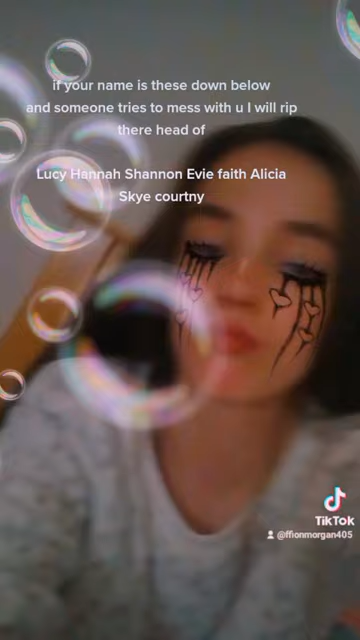 if your name is these down below
and someone tries to mess with u I will rip
there head of
Lucy Hannah Shannon Evie faith Alicia
Skye courtny
TikTok
@ffionmorgan405